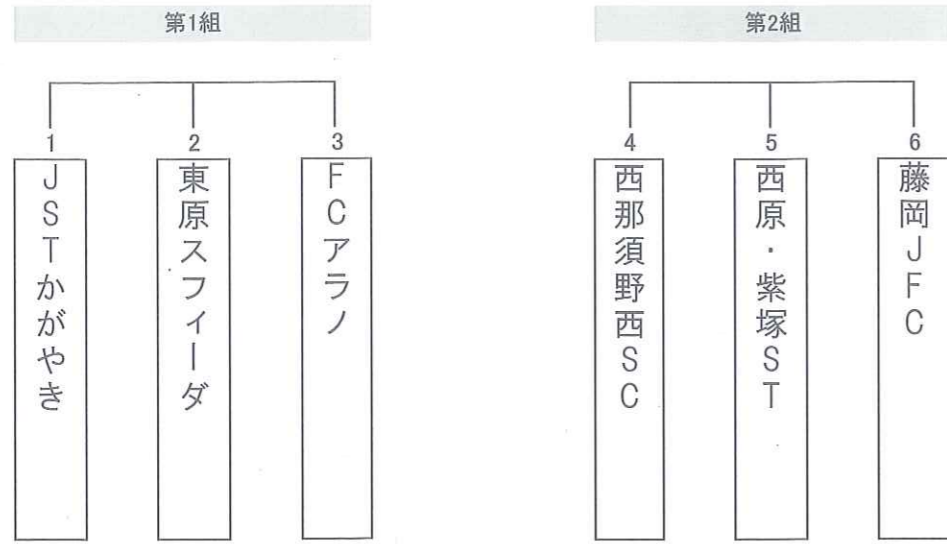 第1組
1
JSTかがやき
2
東原スフィーダ
3
FCアラノ
第2組
4
西那須野西SC
5
西原・紫塚ST
6
藤岡JFC